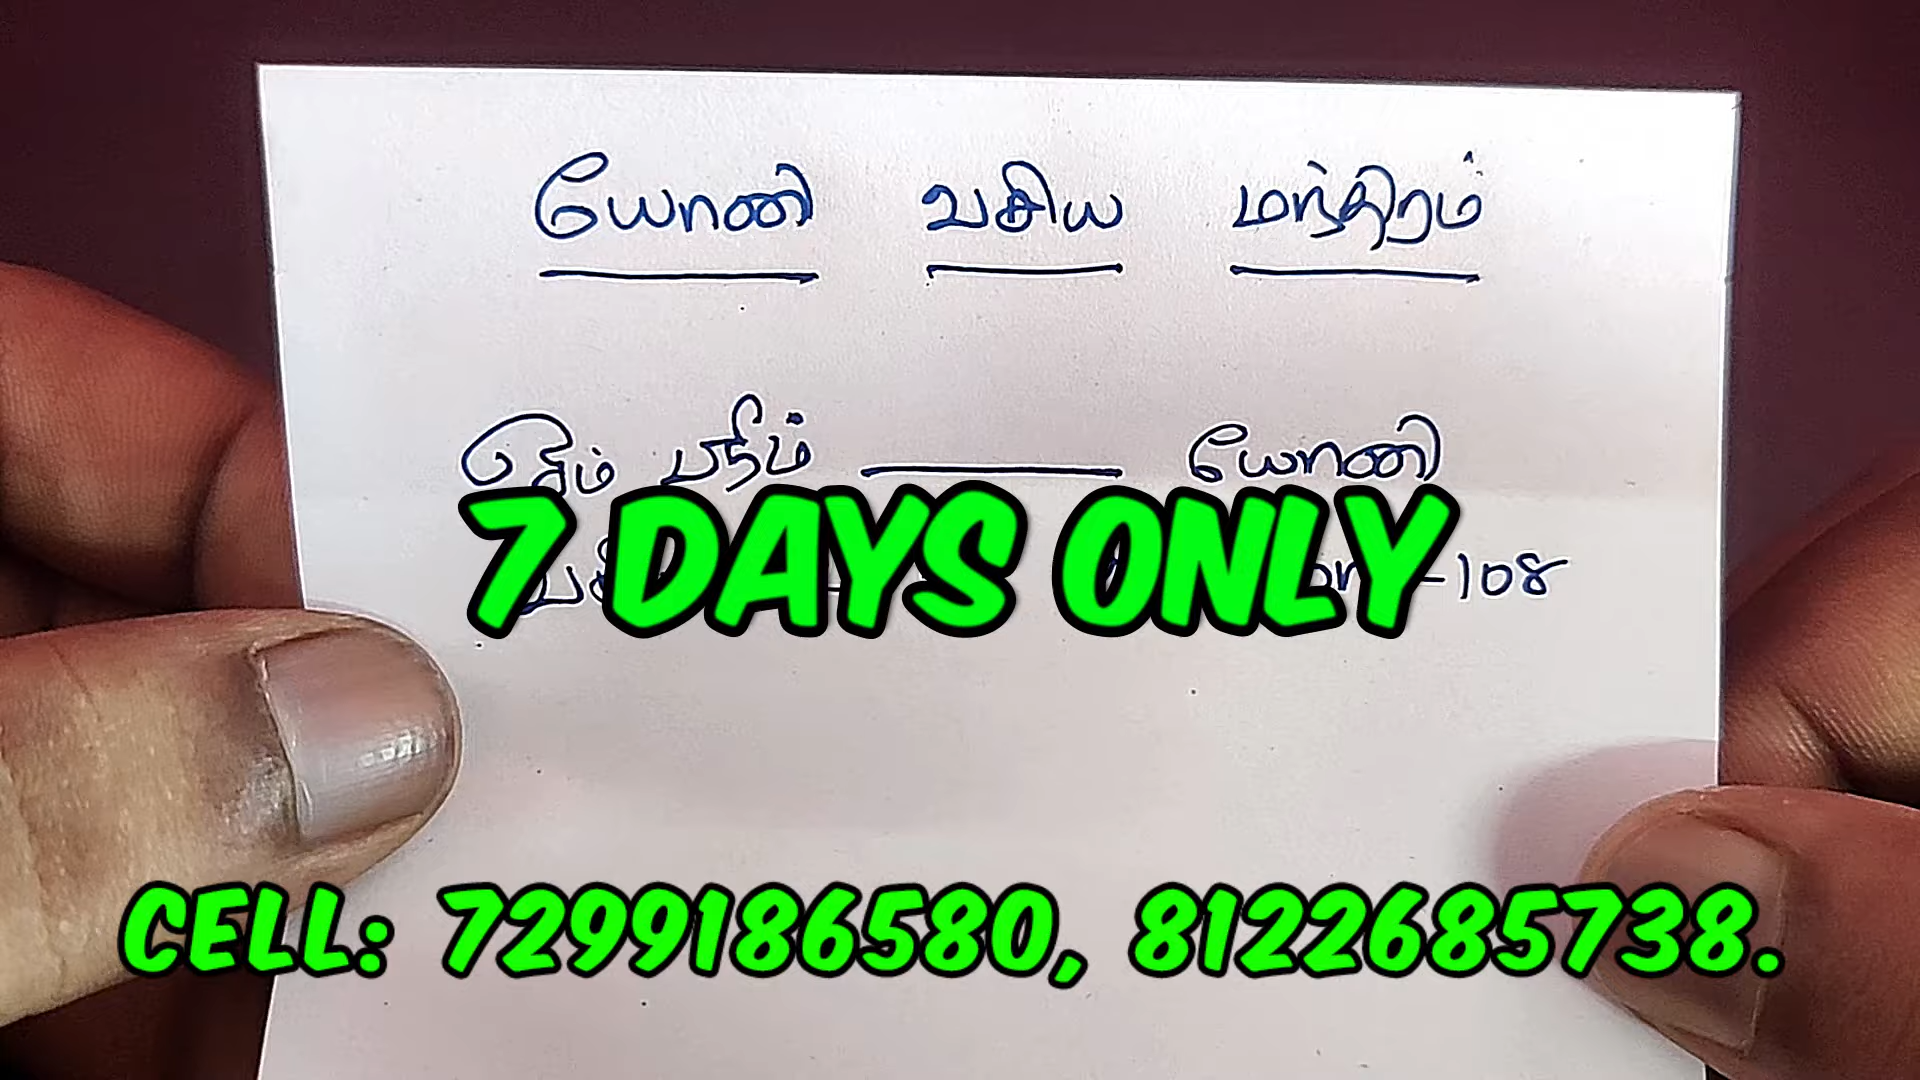 யோணி வசிய மந்திரம்
ஸ்ரீம் ——— யோணி
7 DAYS ONLY
-108
CELL: 7299186580, 8122685738.